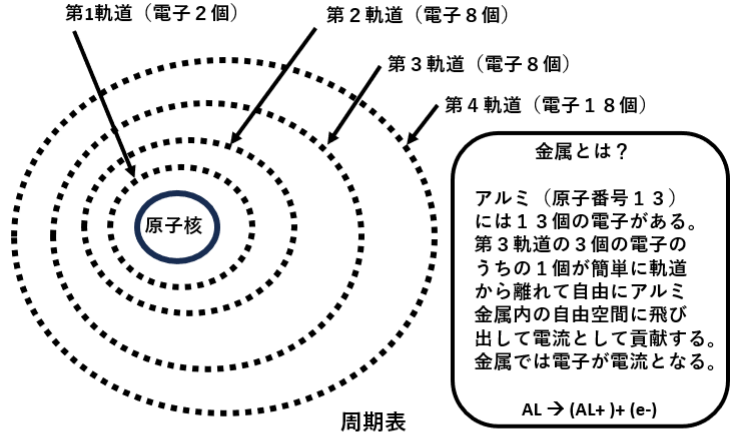 第1軌道（電子２個）
第２軌道（電子８個）
第３軌道（電子８個）
第４軌道（電子１８個）
原子核
金属とは？
アルミ（原子番号１３）
には１３個の電子がある。
第３軌道の３個の電子の
うちの１個が簡単に軌道
から離れて自由にアルミ
金属内の自由空間に飛び
出して電流として貢献する。
金属では電子が電流となる。
AL → (AL+ )+ (e-)
周期表